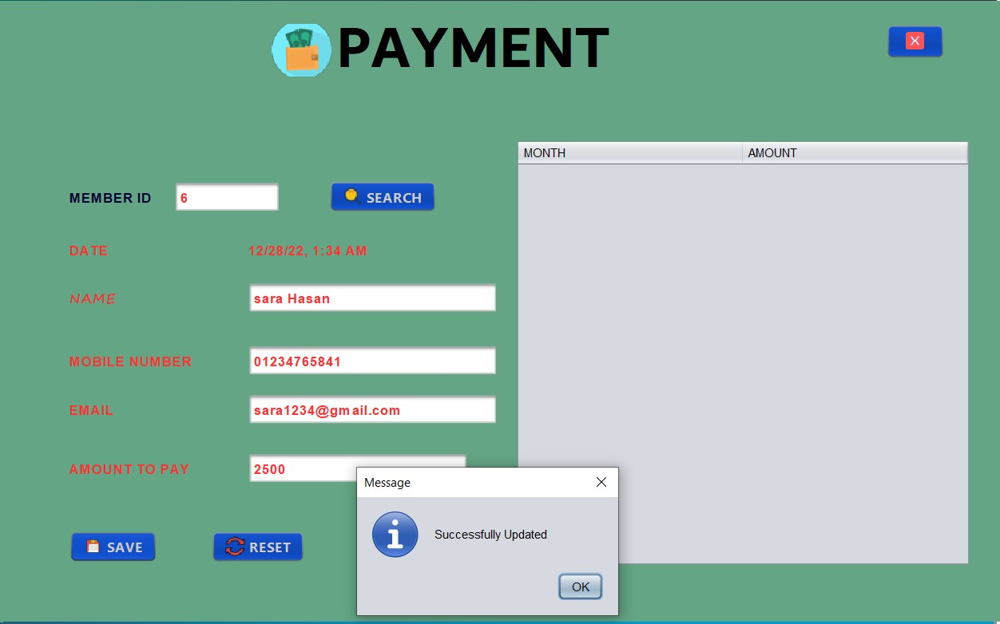 PAYMENT
MONTH AMOUNT
MEMBER ID 6 SEARCH
DATE 12/28/22, 1:34 AM
NAME sara Hasan
MOBILE NUMBER 01234765841
EMAIL sara1234@gmail.com
AMOUNT TO PAY 2500
Message
Successfully Updated
SAVE RESET
OK